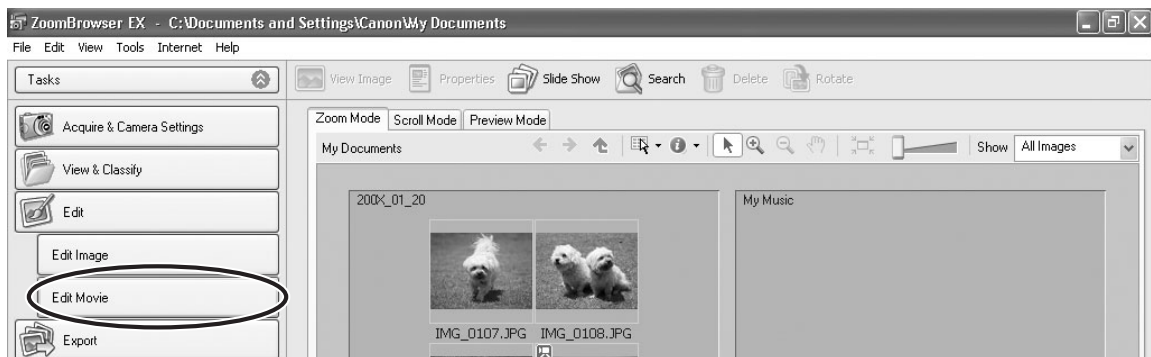 ZoomBrowser EX - C:\Documents and Settings\Canon\My Documents
File Edit View Tools Internet Help
Tasks
View Image Properties Slide Show Search Delete Rotate
Acquire & Camera Settings
View & Classify
Edit
Edit Image
Edit Movie
Export
Zoom Mode Scroll Mode Preview Mode
My Documents
Show All Images
200X_01_20
My Music
IMG_0107.JPG IMG_0108.JPG